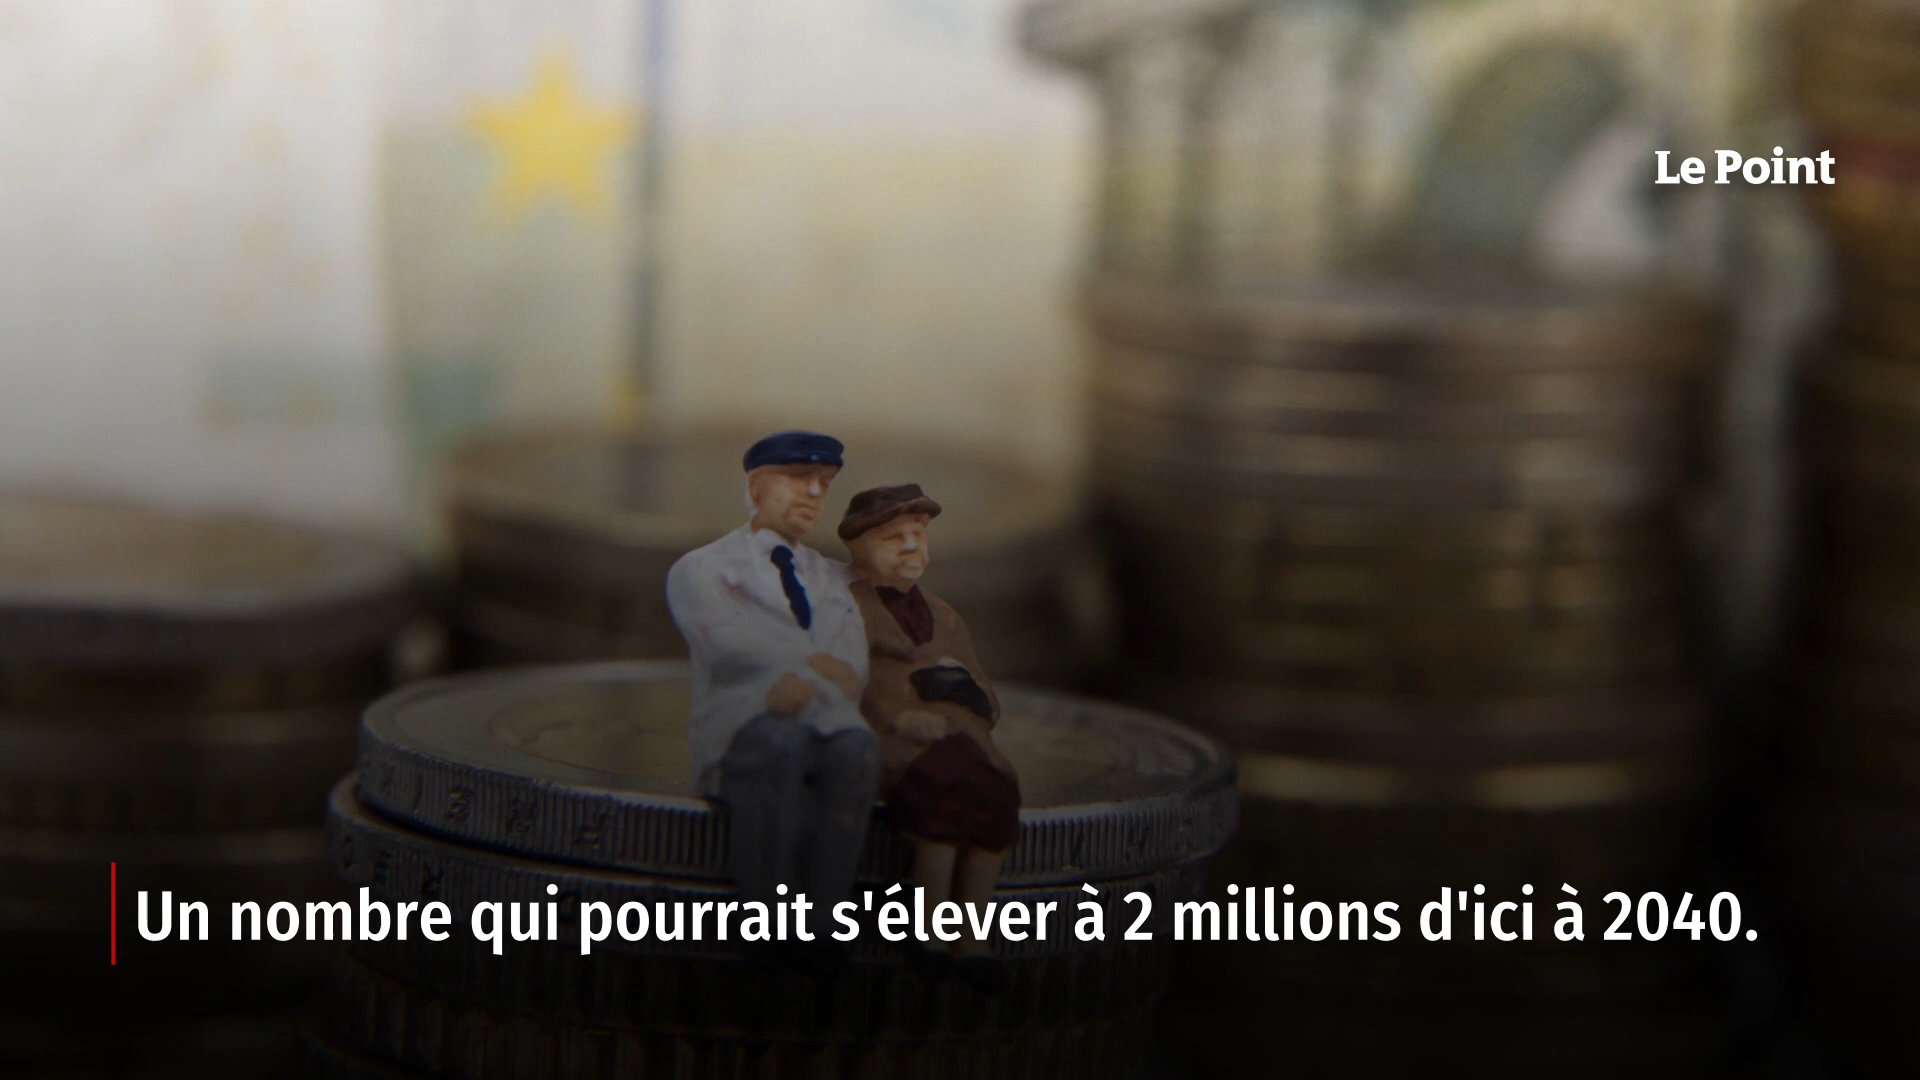 Le Point
Un nombre qui pourrait s'élever à 2 millions d'ici à 2040.